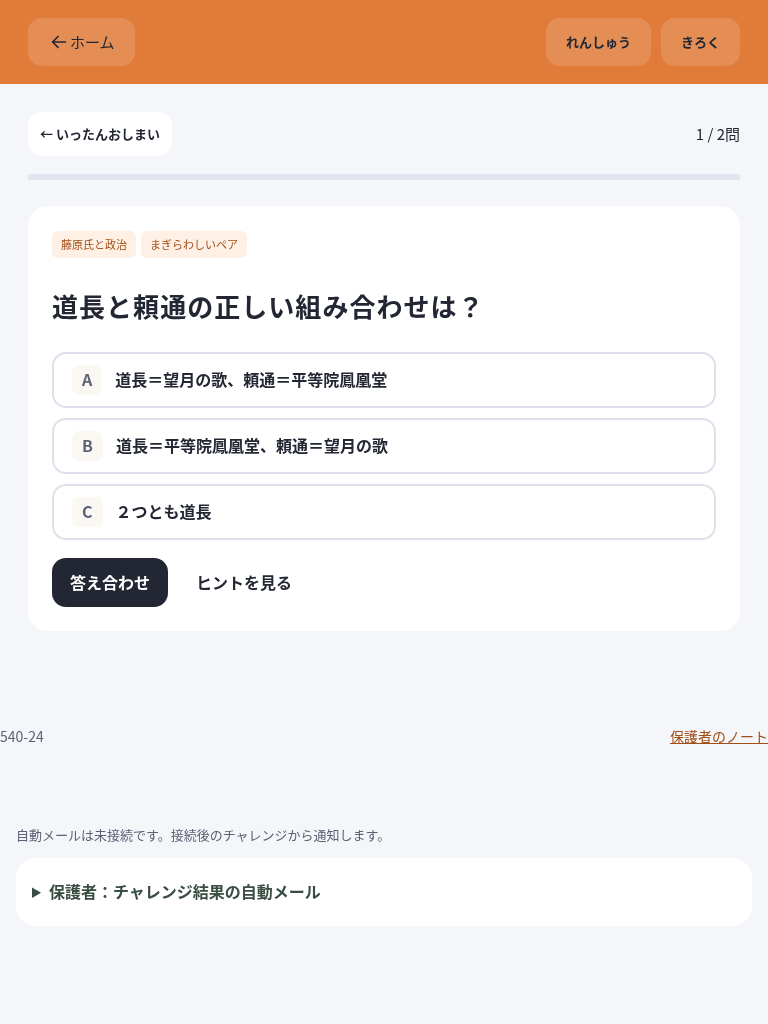 ← ホーム
れんしゅう
きろく
← いったんおしまい
1 / 2問
藤原氏と政治
まぎらわしいペア
道長と頼通の正しい組み合わせは？
A 道長＝望月の歌、頼通＝平等院鳳凰堂
B 道長＝平等院鳳凰堂、頼通＝望月の歌
C ２つとも道長
答え合わせ
ヒントを見る
540-24
保護者のノート
自動メールは未接続です。接続後のチャレンジから通知します。
▶ 保護者：チャレンジ結果の自動メール